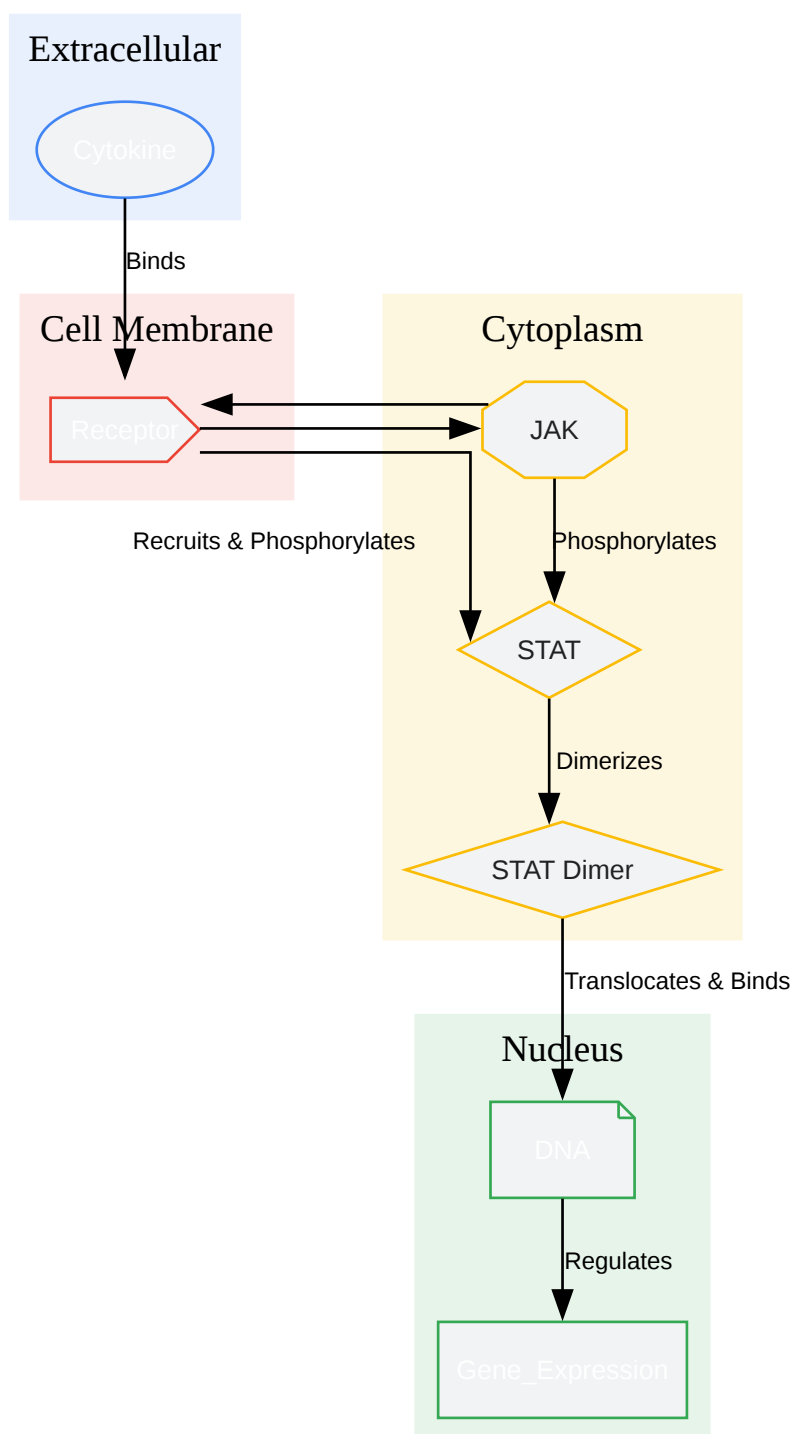 Extracellular
Cytokine
Binds
Cell Membrane
Cytoplasm
Receptor
JAK
Recruits & Phosphorylates
Phosphorylates
STAT
Dimerizes
STAT Dimer
Translocates & Binds
Nucleus
DNA
Regulates
Gene_Expression